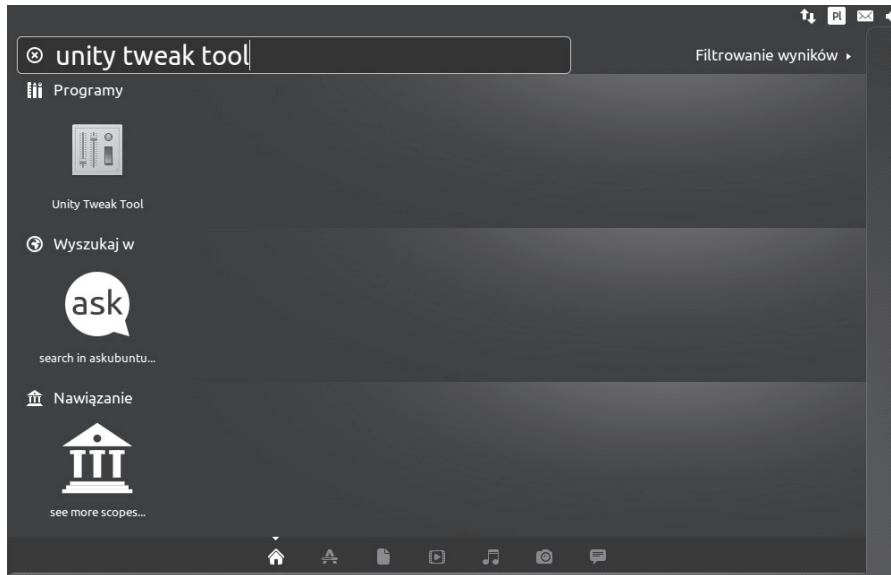 Pl
unity tweak tool
Filtrowanie wyników
Programy
Unity Tweak Tool
Wyszukaj w
ask
search in askubuntu...
Nawiązanie
see more scopes...